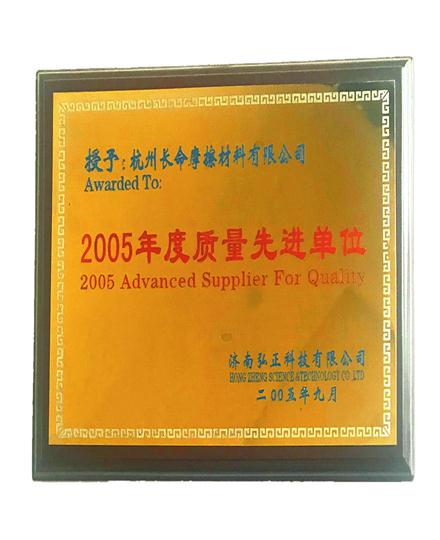 授予:杭州长命摩擦材料有限公司
Awarded To:
2005年度质量先进单位
2005 Advanced Supplier For Quality
济南弘正科技有限公司
HONG ZHENG SCIENCE &TECHNOLOGY CO.,LTD
二00五年九月